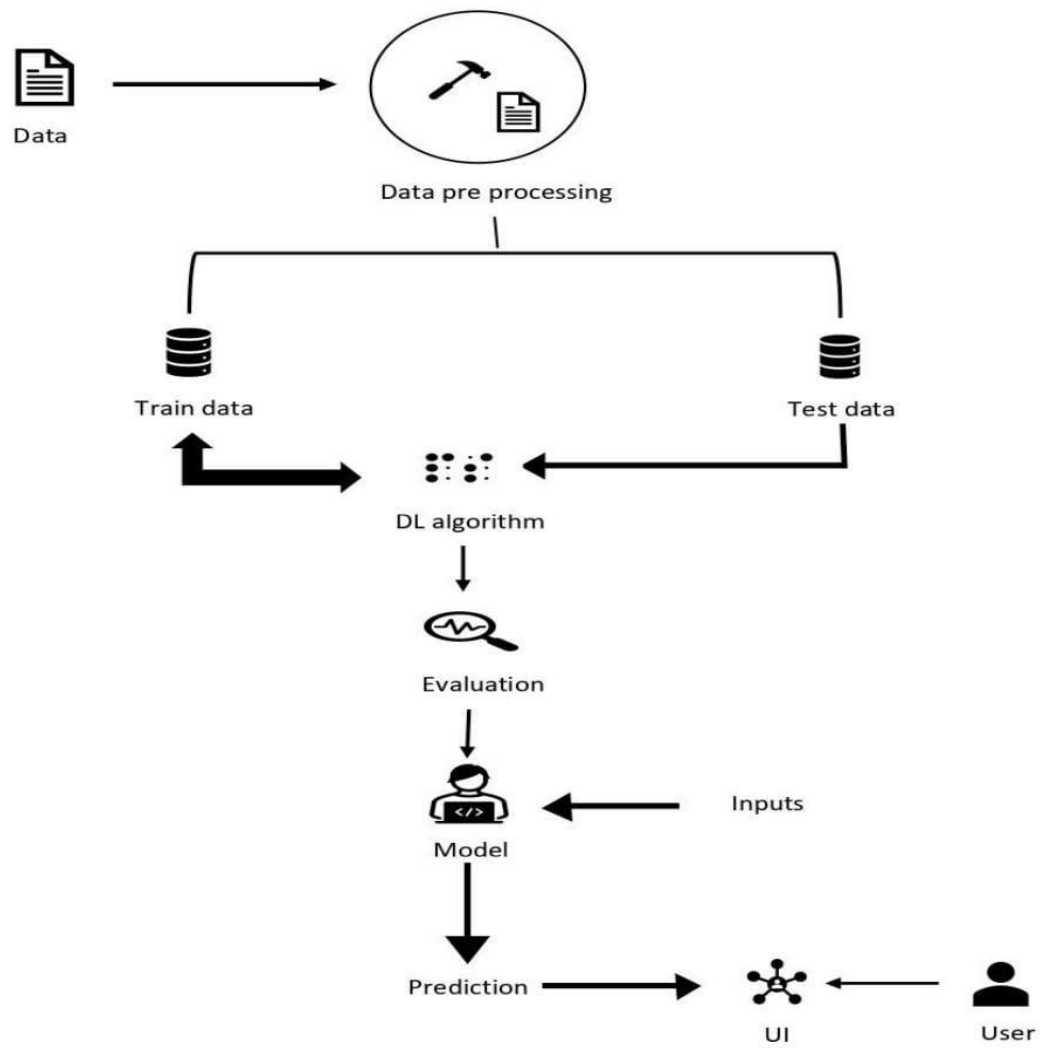 Data
Data pre processing
Train data
Test data
DL algorithm
Evaluation
</>
Model
Inputs
Prediction
UI
User